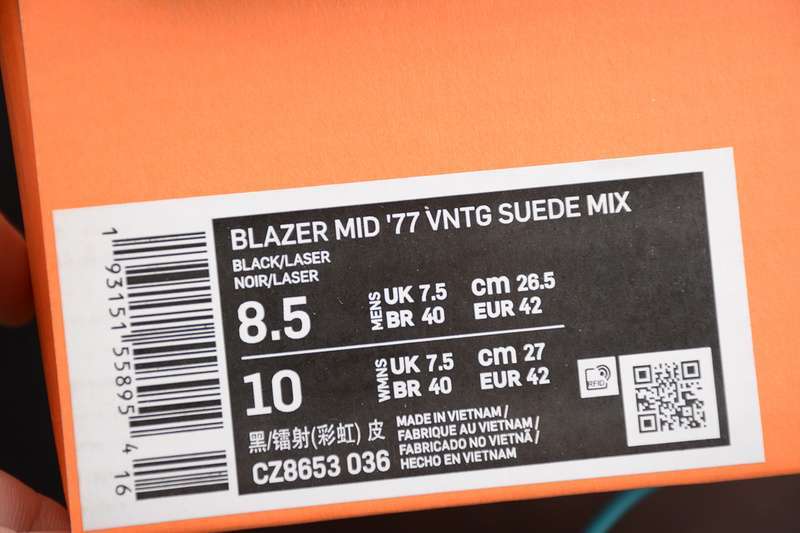 BLAZER MID '77 VNTG SUEDE MIX
BLACK/LASER
NOIR/LASER
8.5
MENS
UK 7.5 cm 26.5
BR 40 EUR 42
10
WMNS
UK 7.5 cm 27
BR 40 EUR 42
RFID
黑/镭射(彩虹) 皮
CZ8653 036
MADE IN VIETNAM /
FABRIQUE AU VIETNAM /
FABRICADO NO VIETNÃ /
HECHO EN VIETNAM
1 93151 55895 4 16